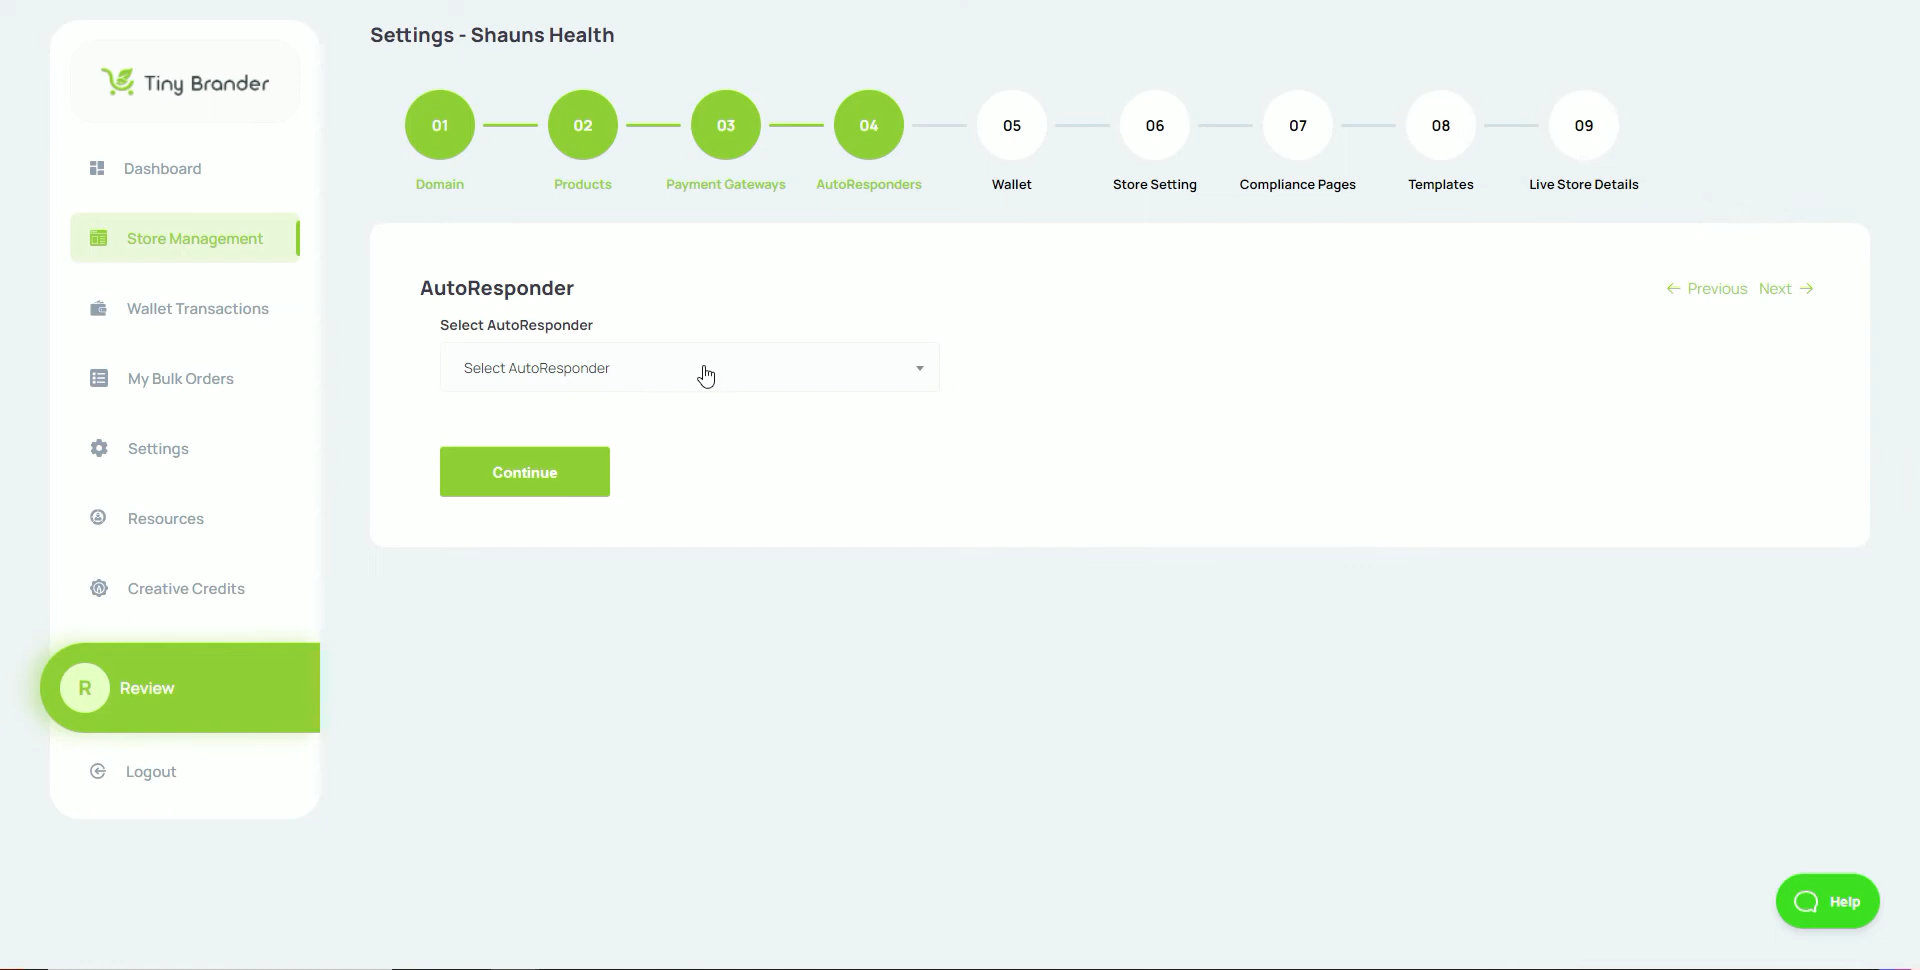 Tiny Brander
Dashboard
Store Management
Wallet Transactions
My Bulk Orders
Settings
Resources
Creative Credits
R Review
Logout
Settings - Shauns Health
01 02 03 04 05 06 07 08 09
Domain Products Payment Gateways AutoResponders Wallet Store Setting Compliance Pages Templates Live Store Details
AutoResponder
← Previous Next →
Select AutoResponder
Select AutoResponder
Continue
Help